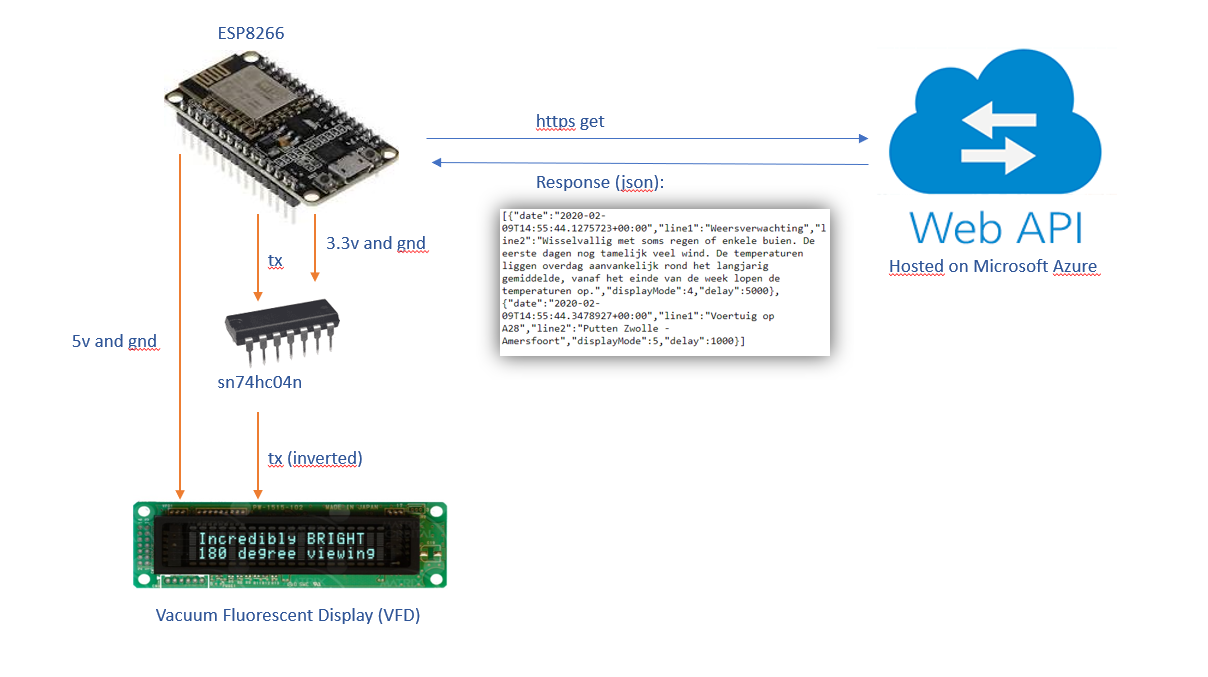 ESP8266
https get
Response (json):
[{"date":"2020-02-
09T14:55:44.1275723+00:00","line1":"Weersverwachting","l
ine2":"Wisselvallig met soms regen of enkele buien. De
eerste dagen nog tamelijk veel wind. De temperaturen
liggen overdag aanvankelijk rond het langjarig
gemiddelde, vanaf het einde van de week lopen de
temperaturen op.","displayMode":4,"delay":5000},
{"date":"2020-02-
09T14:55:44.3478927+00:00","line1":"Voertuig op
A28","line2":"Putten Zwolle -
Amersfoort","displayMode":5,"delay":1000}]
Web API
Hosted on Microsoft Azure
3.3v and gnd
tx
5v and gnd
sn74hc04n
tx (inverted)
MADE IN JAPAN
Incredibly BRIGHT
180 degree viewing
Vacuum Fluorescent Display (VFD)